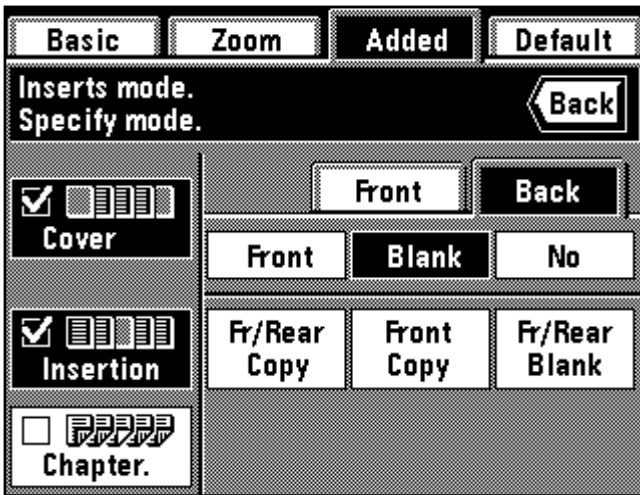 Basic Zoom Added Default
Inserts mode.
Specify mode.
Back
Front Back
Cover
Front Blank No
Insertion
Fr/Rear Copy
Front Copy
Fr/Rear Blank
Chapter.